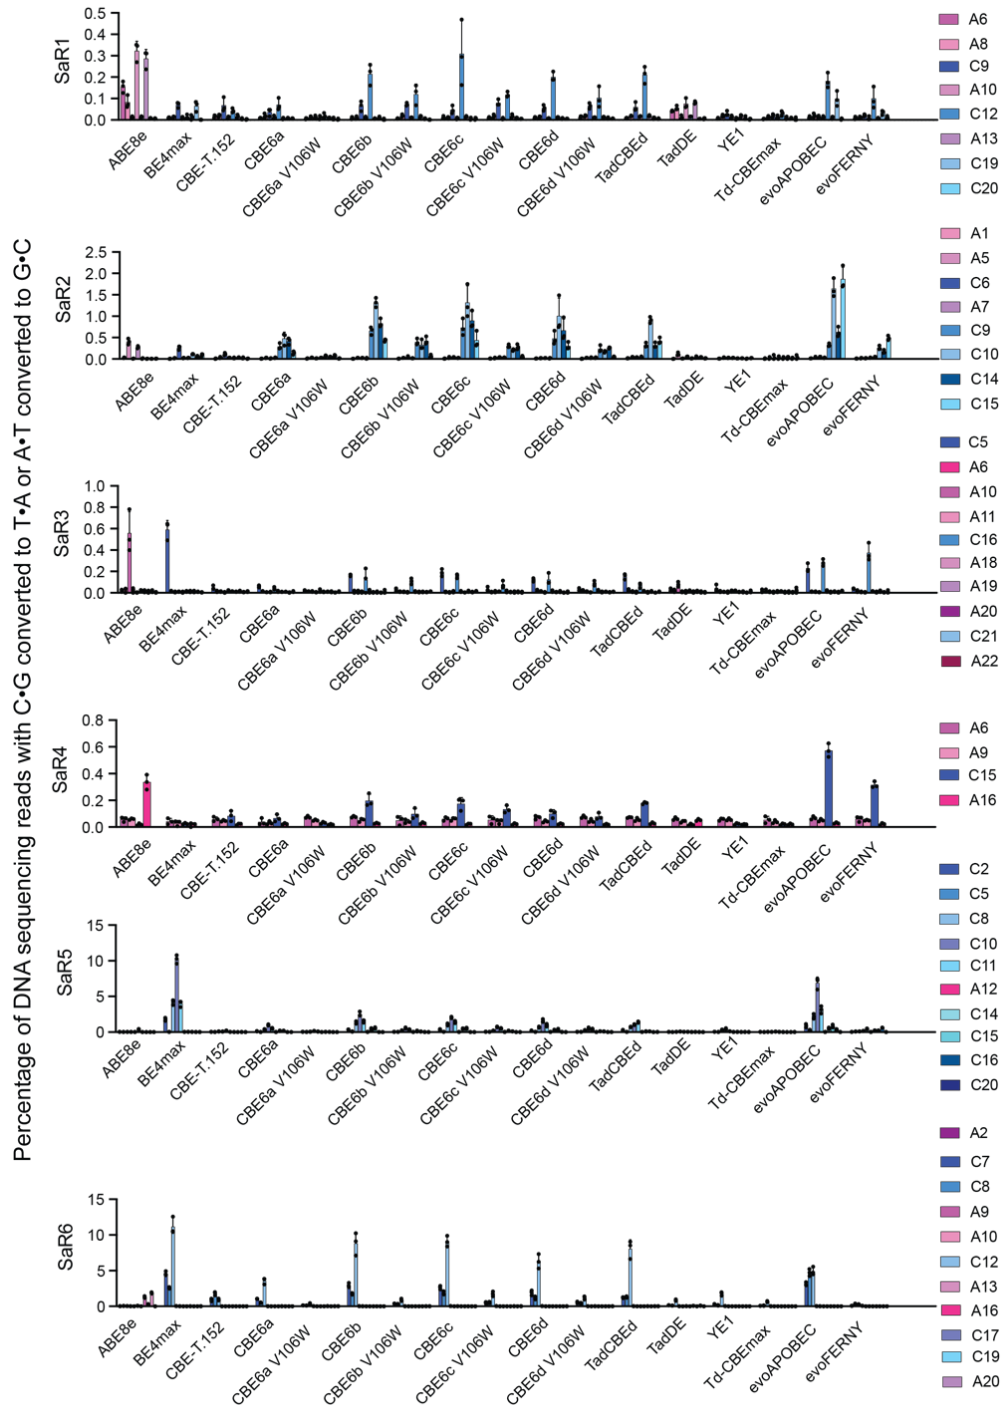 Percentage of DNA sequencing reads with C•G converted to T•A or A•T converted to G•C
SaR1
0.5
0.4
0.3
0.2
0.1
0.0
ABE8e
BE4max
CBE-T.152
CBE6a
CBE6a V106W
CBE6b
CBE6b V106W
CBE6c
CBE6c V106W
CBE6d
CBE6d V106W
TadCBEd
TadDE
YE1
Td-CBEmax
evoAPOBEC
evoFERNY
A6
A8
C9
A10
C12
A13
C19
C20
SaR2
2.5
2.0
1.5
1.0
0.5
0.0
ABE8e
BE4max
CBE-T.152
CBE6a
CBE6a V106W
CBE6b
CBE6b V106W
CBE6c
CBE6c V106W
CBE6d
CBE6d V106W
TadCBEd
TadDE
YE1
Td-CBEmax
evoAPOBEC
evoFERNY
A1
A5
C6
A7
C9
C10
C14
C15
SaR3
1.0
0.8
0.6
0.4
0.2
0.0
ABE8e
BE4max
CBE-T.152
CBE6a
CBE6a V106W
CBE6b
CBE6b V106W
CBE6c
CBE6c V106W
CBE6d
CBE6d V106W
TadCBEd
TadDE
YE1
Td-CBEmax
evoAPOBEC
evoFERNY
C5
A6
A10
A11
C16
A18
A19
A20
C21
A22
SaR4
0.8
0.6
0.4
0.2
0.0
ABE8e
BE4max
CBE-T.152
CBE6a
CBE6a V106W
CBE6b
CBE6b V106W
CBE6c
CBE6c V106W
CBE6d
CBE6d V106W
TadCBEd
TadDE
YE1
Td-CBEmax
evoAPOBEC
evoFERNY
A6
A9
C15
A16
SaR5
15
10
5
0
ABE8e
BE4max
CBE-T.152
CBE6a
CBE6a V106W
CBE6b
CBE6b V106W
CBE6c
CBE6c V106W
CBE6d
CBE6d V106W
TadCBEd
TadDE
YE1
Td-CBEmax
evoAPOBEC
evoFERNY
C2
C5
C8
C10
C11
A12
C14
C15
C16
C20
SaR6
15
10
5
0
ABE8e
BE4max
CBE-T.152
CBE6a
CBE6a V106W
CBE6b
CBE6b V106W
CBE6c
CBE6c V106W
CBE6d
CBE6d V106W
TadCBEd
TadDE
YE1
Td-CBEmax
evoAPOBEC
evoFERNY
A2
C7
C8
A9
A10
C12
A13
A16
C17
C19
A20